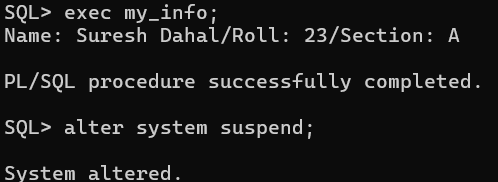 SQL> exec my_info;
Name: Suresh Dahal/Roll: 23/Section: A
PL/SQL procedure successfully completed.
SQL> alter system suspend;
System altered.